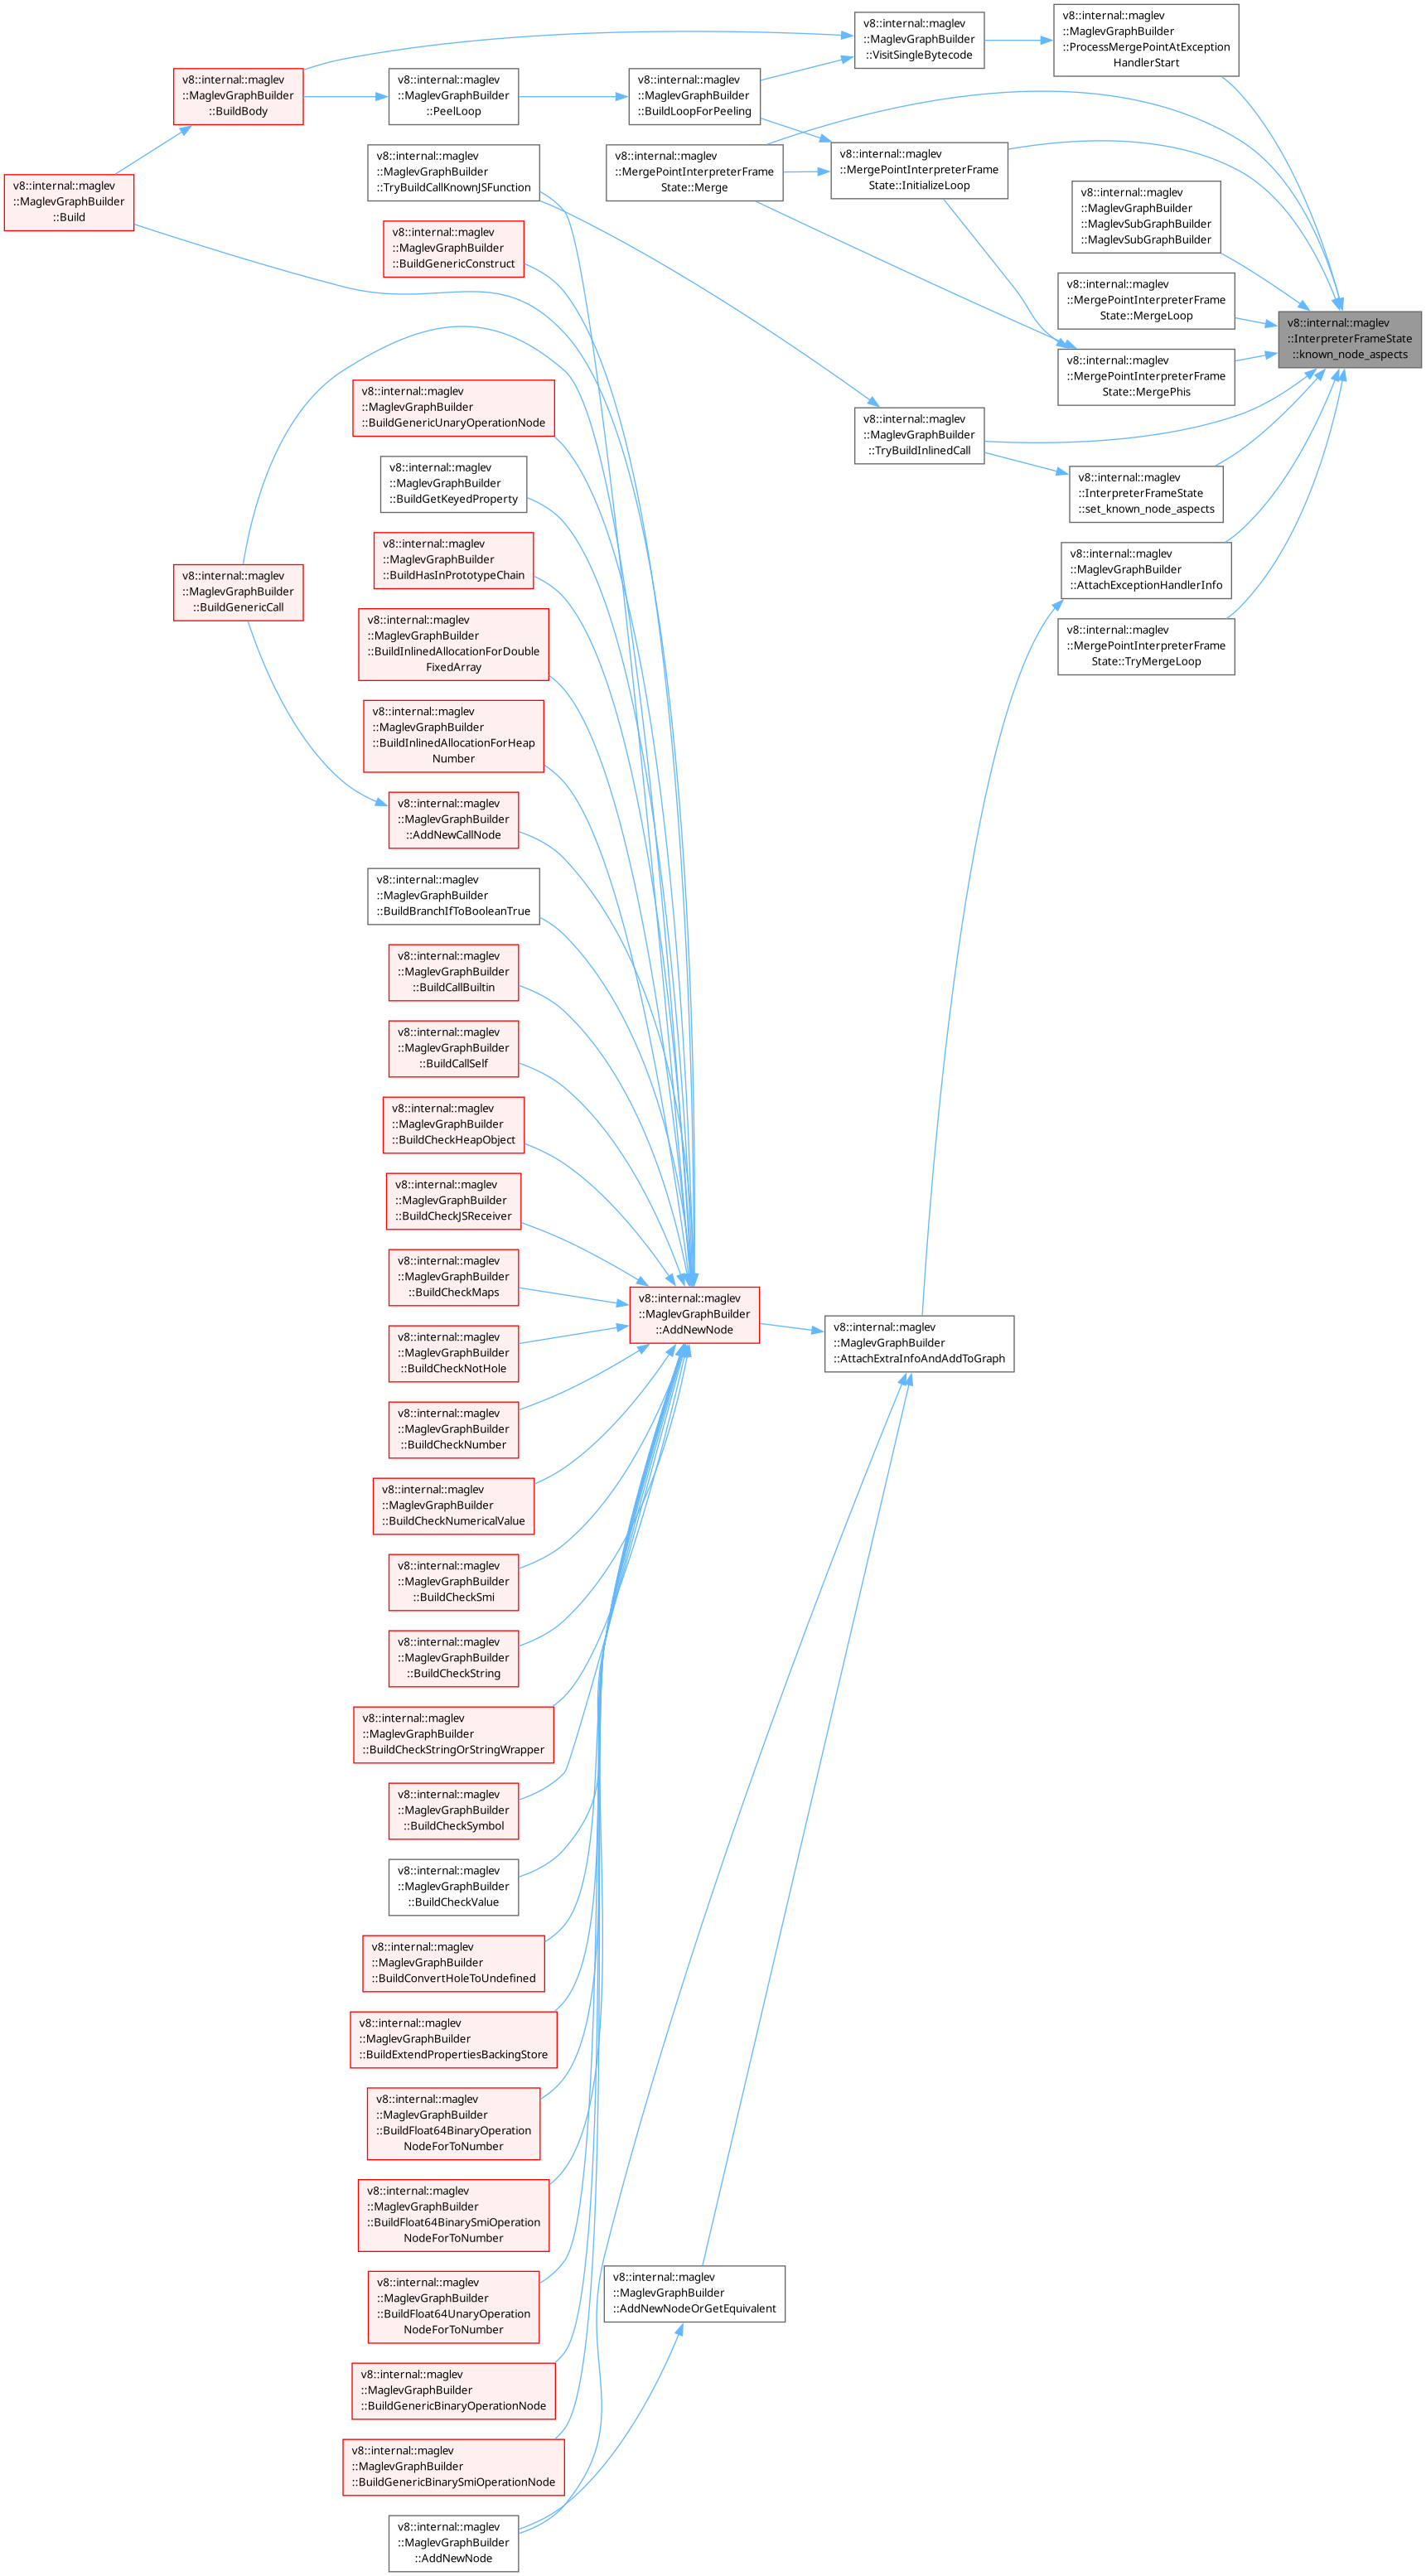 v8::internal::maglev
::MaglevGraphBuilder
::BuildBody
v8::internal::maglev
::MaglevGraphBuilder
::PeelLoop
v8::internal::maglev
::MaglevGraphBuilder
::BuildLoopForPeeling
v8::internal::maglev
::MaglevGraphBuilder
::VisitSingleBytecode
v8::internal::maglev
::MaglevGraphBuilder
::ProcessMergePointAtException
HandlerStart
v8::internal::maglev
::MaglevGraphBuilder
::Build
v8::internal::maglev
::MaglevGraphBuilder
::TryBuildCallKnownJSFunction
v8::internal::maglev
::MergePointInterpreterFrame
State::Merge
v8::internal::maglev
::MergePointInterpreterFrame
State::InitializeLoop
v8::internal::maglev
::MaglevGraphBuilder
::MaglevSubGraphBuilder
::MaglevSubGraphBuilder
v8::internal::maglev
::MaglevGraphBuilder
::BuildGenericConstruct
v8::internal::maglev
::MergePointInterpreterFrame
State::MergeLoop
v8::internal::maglev
::InterpreterFrameState
::known_node_aspects
v8::internal::maglev
::MergePointInterpreterFrame
State::MergePhis
v8::internal::maglev
::MaglevGraphBuilder
::BuildGenericUnaryOperationNode
v8::internal::maglev
::MaglevGraphBuilder
::TryBuildInlinedCall
v8::internal::maglev
::MaglevGraphBuilder
::BuildGetKeyedProperty
v8::internal::maglev
::InterpreterFrameState
::set_known_node_aspects
v8::internal::maglev
::MaglevGraphBuilder
::BuildHasInPrototypeChain
v8::internal::maglev
::MaglevGraphBuilder
::AttachExceptionHandlerInfo
v8::internal::maglev
::MaglevGraphBuilder
::BuildGenericCall
v8::internal::maglev
::MaglevGraphBuilder
::BuildInlinedAllocationForDouble
FixedArray
v8::internal::maglev
::MergePointInterpreterFrame
State::TryMergeLoop
v8::internal::maglev
::MaglevGraphBuilder
::BuildInlinedAllocationForHeap
Number
v8::internal::maglev
::MaglevGraphBuilder
::AddNewCallNode
v8::internal::maglev
::MaglevGraphBuilder
::BuildBranchIfToBooleanTrue
v8::internal::maglev
::MaglevGraphBuilder
::BuildCallBuiltin
v8::internal::maglev
::MaglevGraphBuilder
::BuildCallSelf
v8::internal::maglev
::MaglevGraphBuilder
::BuildCheckHeapObject
v8::internal::maglev
::MaglevGraphBuilder
::BuildCheckJSReceiver
v8::internal::maglev
::MaglevGraphBuilder
::BuildCheckMaps
v8::internal::maglev
::MaglevGraphBuilder
::AddNewNode
v8::internal::maglev
::MaglevGraphBuilder
::AttachExtraInfoAndAddToGraph
v8::internal::maglev
::MaglevGraphBuilder
::BuildCheckNotHole
v8::internal::maglev
::MaglevGraphBuilder
::BuildCheckNumber
v8::internal::maglev
::MaglevGraphBuilder
::BuildCheckNumericalValue
v8::internal::maglev
::MaglevGraphBuilder
::BuildCheckSmi
v8::internal::maglev
::MaglevGraphBuilder
::BuildCheckString
v8::internal::maglev
::MaglevGraphBuilder
::BuildCheckStringOrStringWrapper
v8::internal::maglev
::MaglevGraphBuilder
::BuildCheckSymbol
v8::internal::maglev
::MaglevGraphBuilder
::BuildCheckValue
v8::internal::maglev
::MaglevGraphBuilder
::BuildConvertHoleToUndefined
v8::internal::maglev
::MaglevGraphBuilder
::BuildExtendPropertiesBackingStore
v8::internal::maglev
::MaglevGraphBuilder
::BuildFloat64BinaryOperation
NodeForToNumber
v8::internal::maglev
::MaglevGraphBuilder
::BuildFloat64BinarySmiOperation
NodeForToNumber
v8::internal::maglev
::MaglevGraphBuilder
::BuildFloat64UnaryOperation
NodeForToNumber
v8::internal::maglev
::MaglevGraphBuilder
::AddNewNodeOrGetEquivalent
v8::internal::maglev
::MaglevGraphBuilder
::BuildGenericBinaryOperationNode
v8::internal::maglev
::MaglevGraphBuilder
::BuildGenericBinarySmiOperationNode
v8::internal::maglev
::MaglevGraphBuilder
::AddNewNode